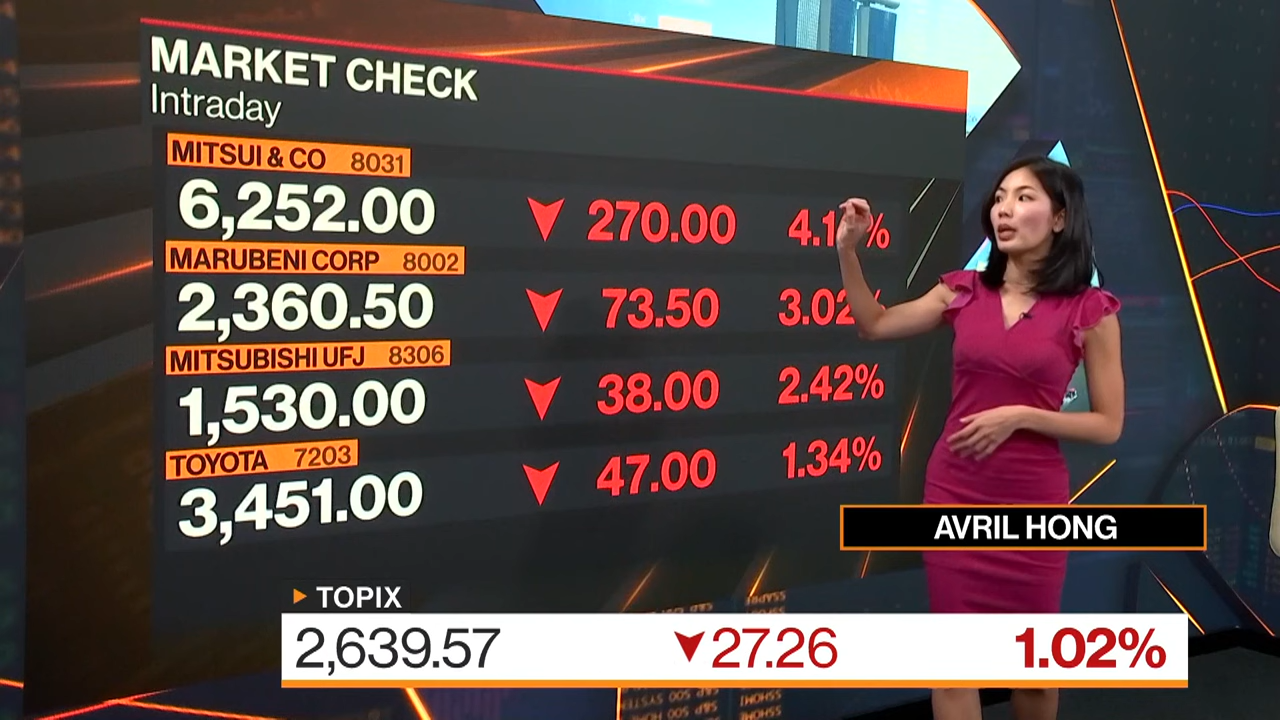 MARKET CHECK
Intraday
MITSUI & CO 8031
6,252.00 270.00 %
MARUBENI CORP 8002
2,360.50 73.50
MITSUBISHI UFJ 8306
1,530.00 38.00 2.42%
TOYOTA 7203
3,451.00 47.00 1.34%
AVRIL HONG
TOPIX
2,639.57 27.26 1.02%